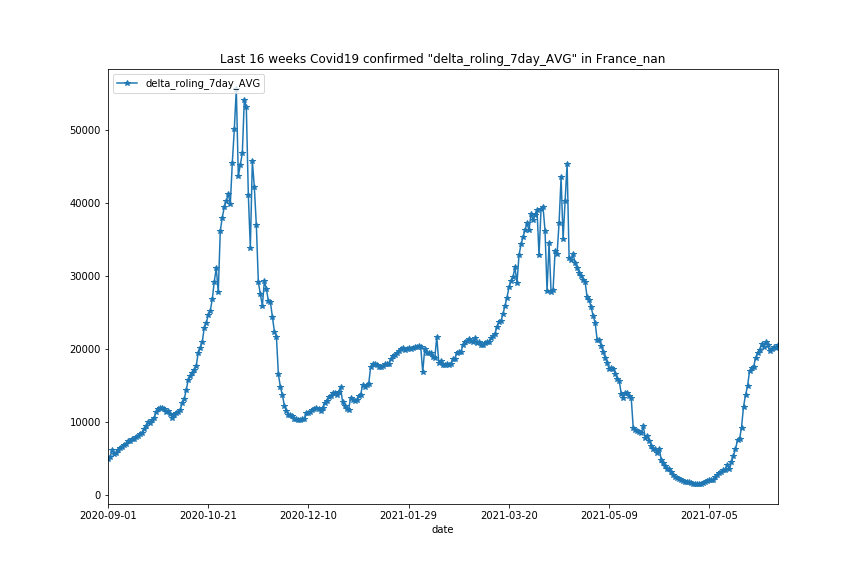 Last 16 weeks Covid19 confirmed "delta_roling_7day_AVG" in France_nan
delta_roling_7day_AVG
50000
40000
30000
20000
10000
0
2020-09-01 2020-10-21 2020-12-10 2021-01-29 2021-03-20 2021-05-09 2021-07-05
date